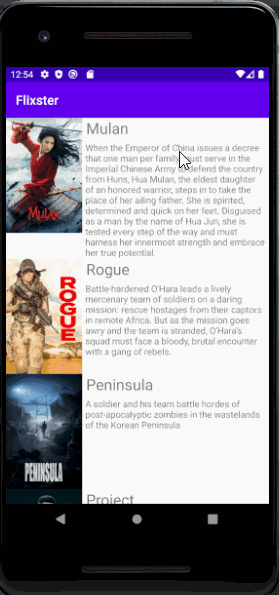 12:54
Flixster
Mulan
When the Emperor of China issues a decree
that one man per family must serve in the
Imperial Chinese Army to defend the country
from Huns, Hua Mulan, the eldest daughter
of an honored warrior, steps in to take the
place of her ailing father. She is spirited,
determined and quick on her feet. Disguised
as a man by the name of Hua Jun, she is
tested every step of the way and must
harness her innermost strength and embrace
her true potential.
MULAN
Rogue
Battle-hardened O'Hara leads a lively
mercenary team of soldiers on a daring
mission: rescue hostages from their captors
in remote Africa. But as the mission goes
awry and the team is stranded, O'Hara's
squad must face a bloody, brutal encounter
with a gang of rebels.
ROGUE
Peninsula
A soldier and his team battle hordes of
post-apocalyptic zombies in the wastelands
of the Korean Peninsula
PENINSULA
Project